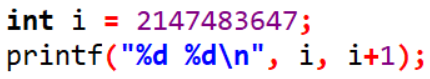 int i = 2147483647;
printf("%d %d\n", i, i+1);